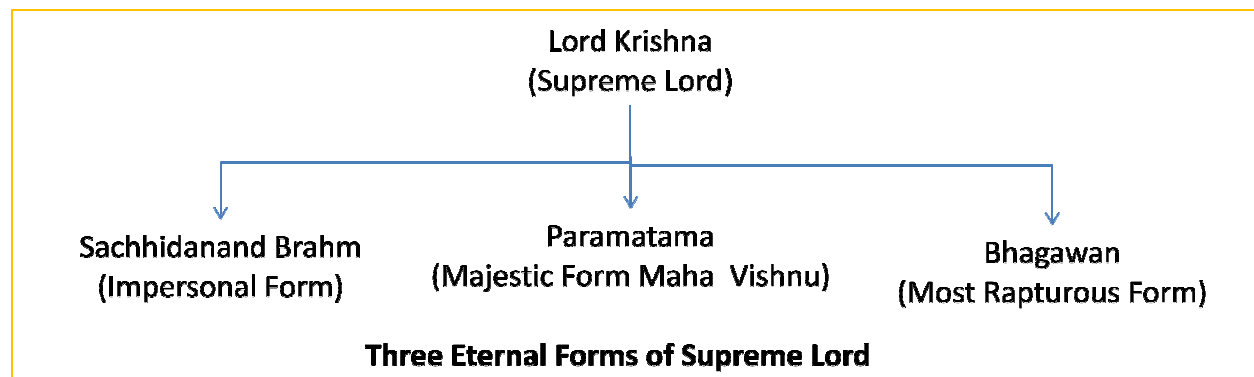 Lord Krishna
(Supreme Lord)
Sachhidanand Brahm
(Impersonal Form)
Paramatama
(Majestic Form Maha Vishnu)
Bhagawan
(Most Rapturous Form)
Three Eternal Forms of Supreme Lord